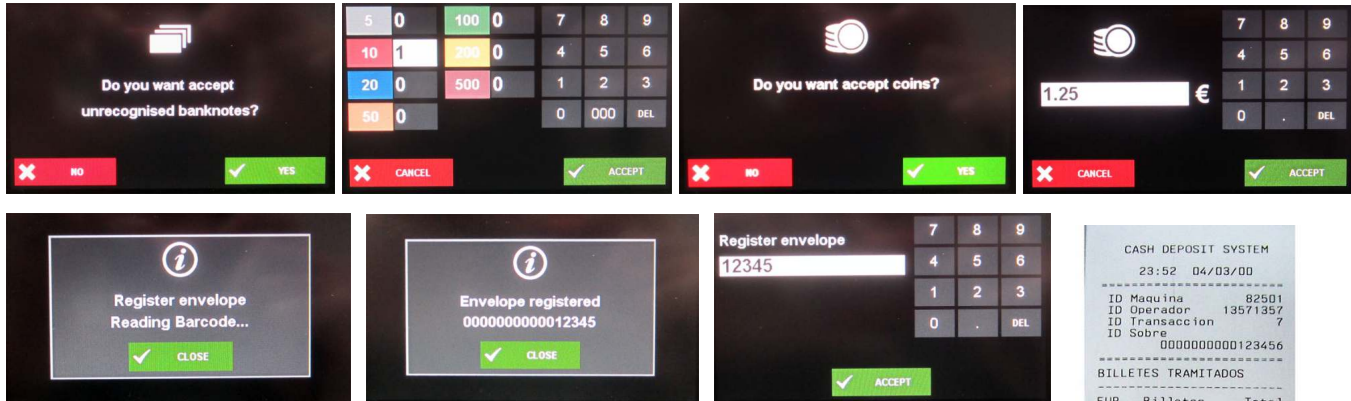 Do you want accept
unrecognised banknotes?
NO
YES
5 0 100 0 7 8 9
10 1 200 0 4 5 6
20 0 500 0 1 2 3
50 0 0 000 DEL
CANCEL
ACCEPT
Do you want accept coins?
NO
YES
7 8 9
4 5 6
1.25 € 1 2 3
0 . DEL
CANCEL
ACCEPT
Register envelope
Reading Barcode...
CLOSE
Envelope registered
0000000000012345
CLOSE
Register envelope 7 8 9
12345 4 5 6
1 2 3
0 . DEL
ACCEPT
CASH DEPOSIT SYSTEM
23:52 04/03/00
ID Maquina 82501
ID Operador 13571357
ID Transaccion 7
ID Sobre
0000000000123456
BILLETES TRAMITADOS
EUR Billetes Total